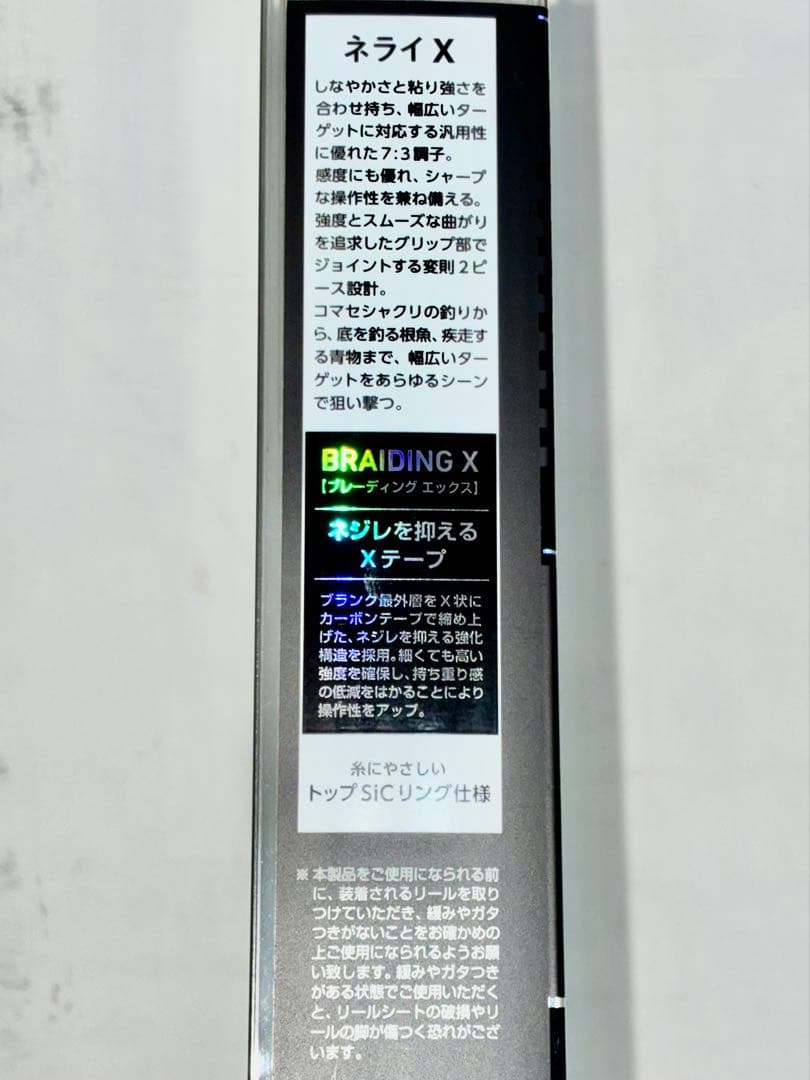 ネライ X
しなやかさと粘り強さを
合わせ持ち、幅広いター
ゲットに対応する汎用性
に優れた7:3調子。
感度にも優れ、シャープ
な操作性を兼ね備える。
強度とスムーズな曲がり
を追求したグリップ部で
ジョイントする変則2ピ
ース設計。
コマセシャクリの釣りか
ら、底を釣る根魚、疾走す
る青物まで、幅広いター
ゲットをあらゆるシーン
で狙い撃つ。
BRAIDING X
【ブレーディング エックス】
ネジレを抑える
Xテープ
ブランク最外層をX状に
カーボンテープで締め上
げた、ネジレを抑える強化
構造を採用。細くても高い
強度を確保し、持ち重り感
の低減をはかることにより
操作性をアップ。
糸にやさしい
トップSiCリング仕様
※本製品をご使用になられる前
に、装着されるリールを取り
つけていただき、緩みやガタ
つきがないことをお確かめの
上ご使用になられるようお願
い致します。緩みやガタつき
がある状態でご使用いただく
と、リールシートの破損やリ
ールの脚が傷つく恐れがござ
います。